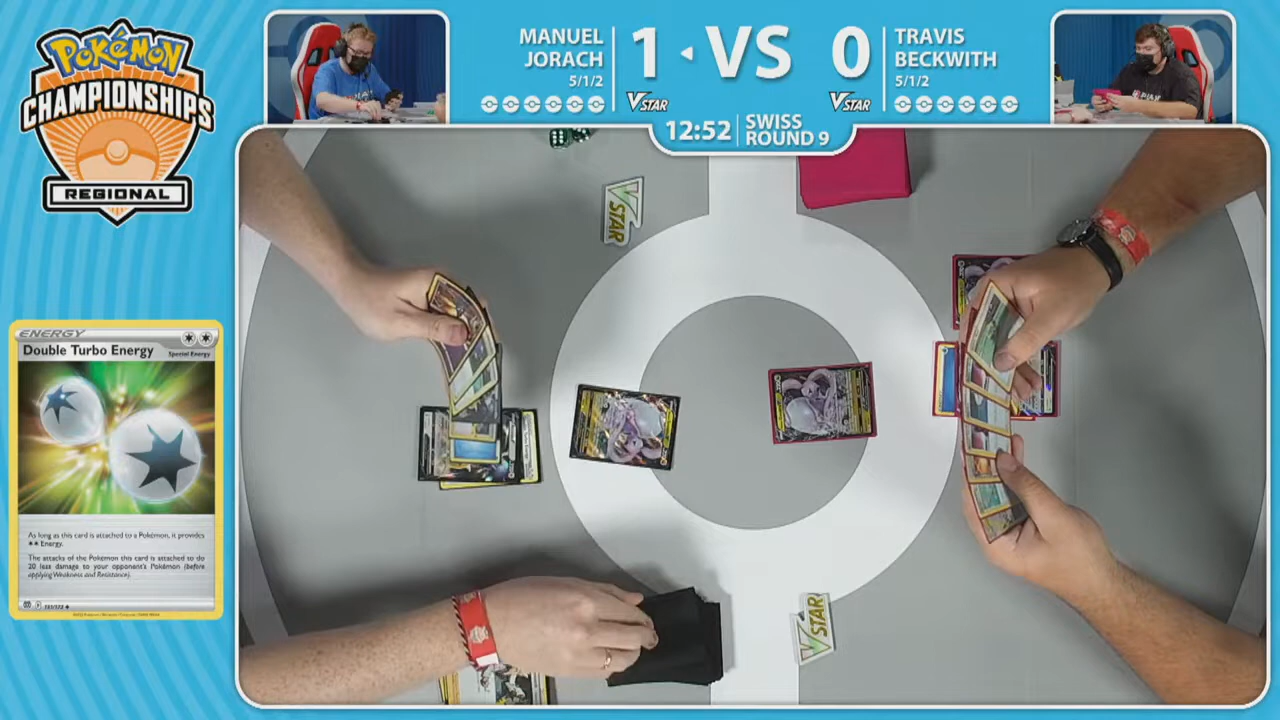 Pokémon
CHAMPIONSHIPS
REGIONAL
MANUEL
JORACH
5/1/2
1
VS
0
TRAVIS
BECKWITH
5/1/2
VSTAR
VSTAR
12:52
SWISS
ROUND 9
VSTAR
VSTAR
ENERGY
Double Turbo Energy
Special Energy
As long as this card is attached to a Pokémon, it provides
Energy.
The attacks of the Pokémon this card is attached to do
20 less damage to your opponent's Pokémon (before
applying Weakness and Resistance).
151/172